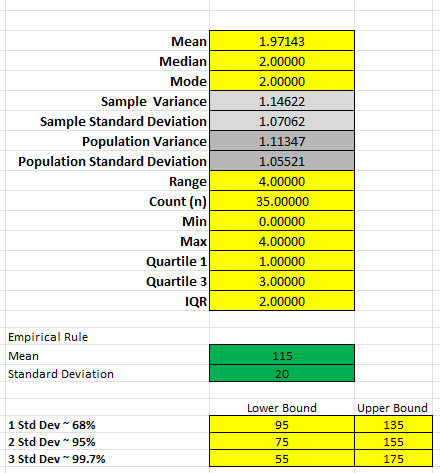 Mean 1.97143
Median 2.00000
Mode 2.00000
Sample Variance 1.14622
Sample Standard Deviation 1.07062
Population Variance 1.11347
Population Standard Deviation 1.05521
Range 4.00000
Count (n) 35.00000
Min 0.00000
Max 4.00000
Quartile 1 1.00000
Quartile 3 3.00000
IQR 2.00000
Empirical Rule
Mean 115
Standard Deviation 20
Lower Bound Upper Bound
1 Std Dev ~ 68% 95 135
2 Std Dev ~ 95% 75 155
3 Std Dev ~ 99.7% 55 175